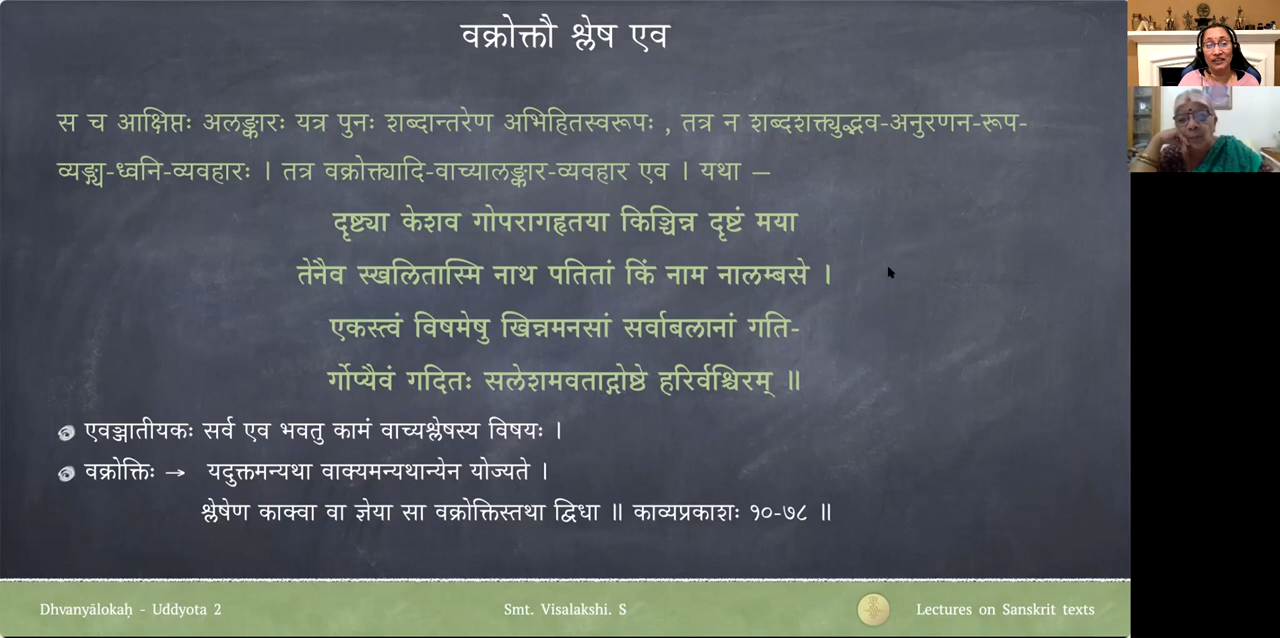 वक्रोक्तौ श्लेष एव
स च आक्षिप्तः अलङ्कारः यत्र पुनः शब्दान्तरेण अभिहितस्वरूपः , तत्र न शब्दशक्त्युद्भव-अनुरणन-रूप-
व्यङ्ग्य-ध्वनि-व्यवहारः । तत्र वक्रोक्त्यादि-वाच्यालङ्कार-व्यवहार एव । यथा –
दृष्ट्या केशव गोपरागहृतया किञ्चिन्न दृष्टं मया
तेनैव स्खलितास्मि नाथ पतितां किं नाम नालम्बसे ।
एकस्त्वं विषमेषु खिन्नमनसां सर्वाबलानां गति-
र्गोप्यैवं गदितः सलेशमवताद्गोष्ठे हरिर्वश्चिरम् ॥
एवञ्जातीयकः सर्व एव भवतु कामं वाच्यश्लेषस्य विषयः ।
वक्रोक्तिः → यदुक्तमन्यथा वाक्यमन्यथान्येन योज्यते ।
श्लेषेण काक्वा वा ज्ञेया सा वक्रोक्तिस्तथा द्विधा ॥ काव्यप्रकाशः १०-७८ ॥
Dhvanyālokaḥ - Uddyota 2 Smt. Visalakshi. S Lectures on Sanskrit texts